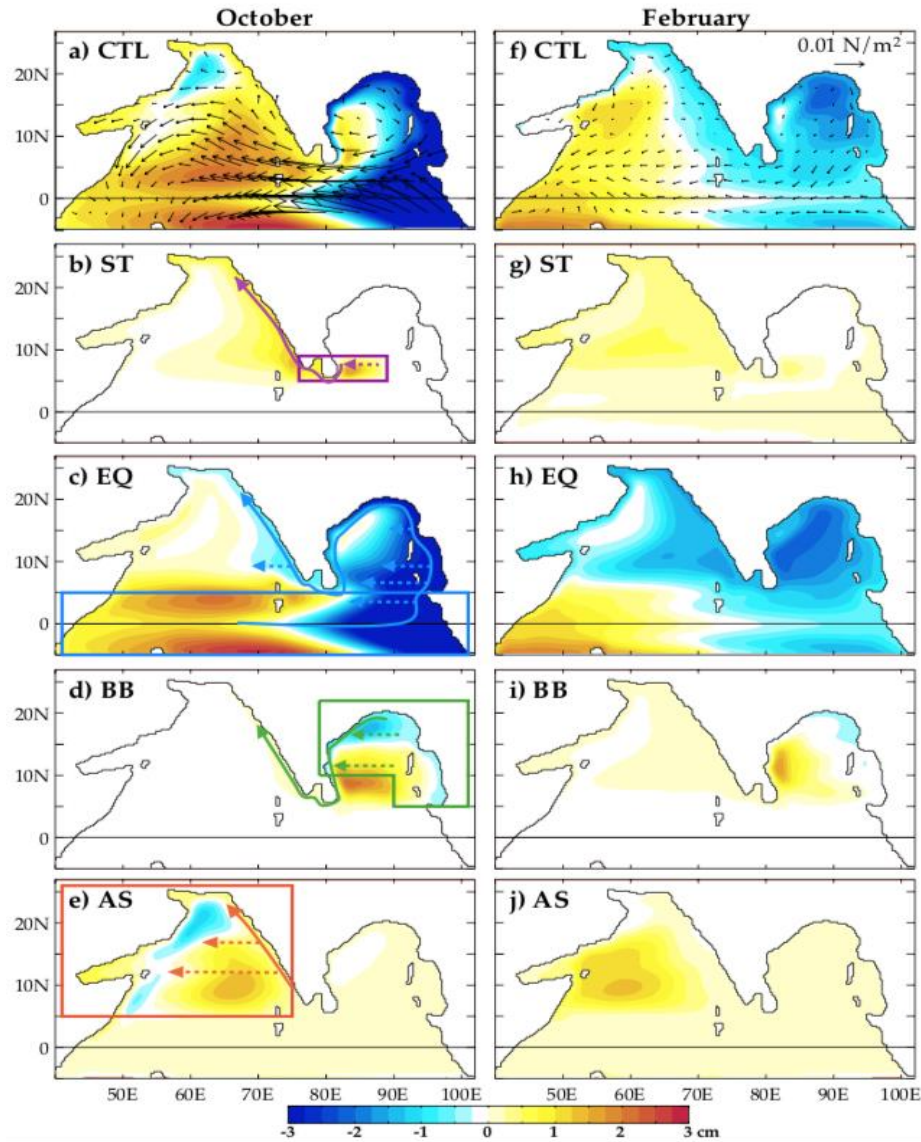 October February
a) CTL
f) CTL 0.01 N/m²
20N
10N
0
b) ST
g) ST
20N
10N
0
c) EQ
h) EQ
20N
10N
0
d) BB
i) BB
20N
10N
0
e) AS
j) AS
20N
10N
0
50E 60E 70E 80E 90E 100E 50E 60E 70E 80E 90E 100E
-3 -2 -1 0 1 2 3 cm